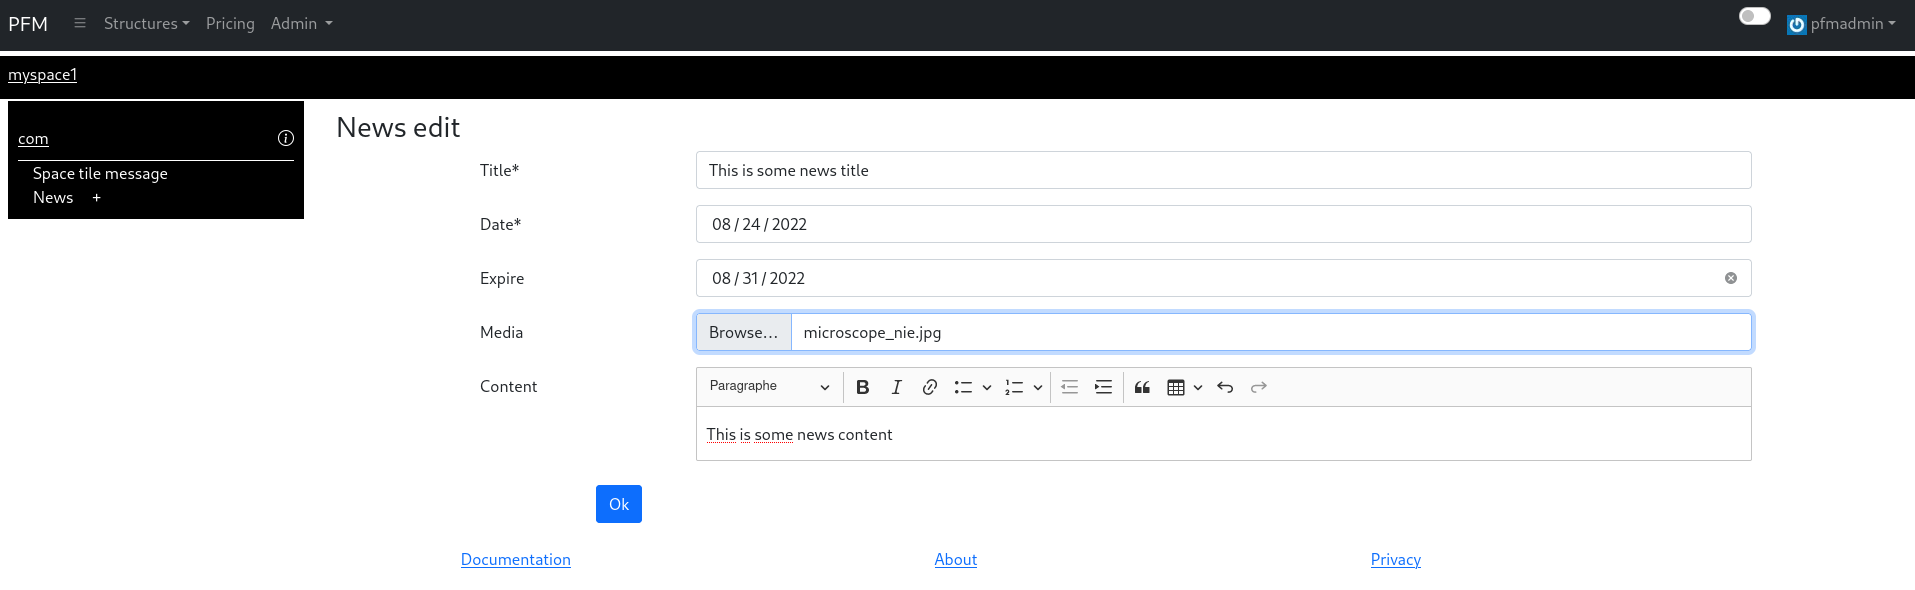 PFM Structures Pricing Admin pfmadmin
myspace1
com
Space tile message
News +
News edit
Title* This is some news title
Date* 08/24/2022
Expire 08/31/2022
Media Browse... microscope_nie.jpg
Content Paragraphe B I
This is some news content
Ok
Documentation About Privacy